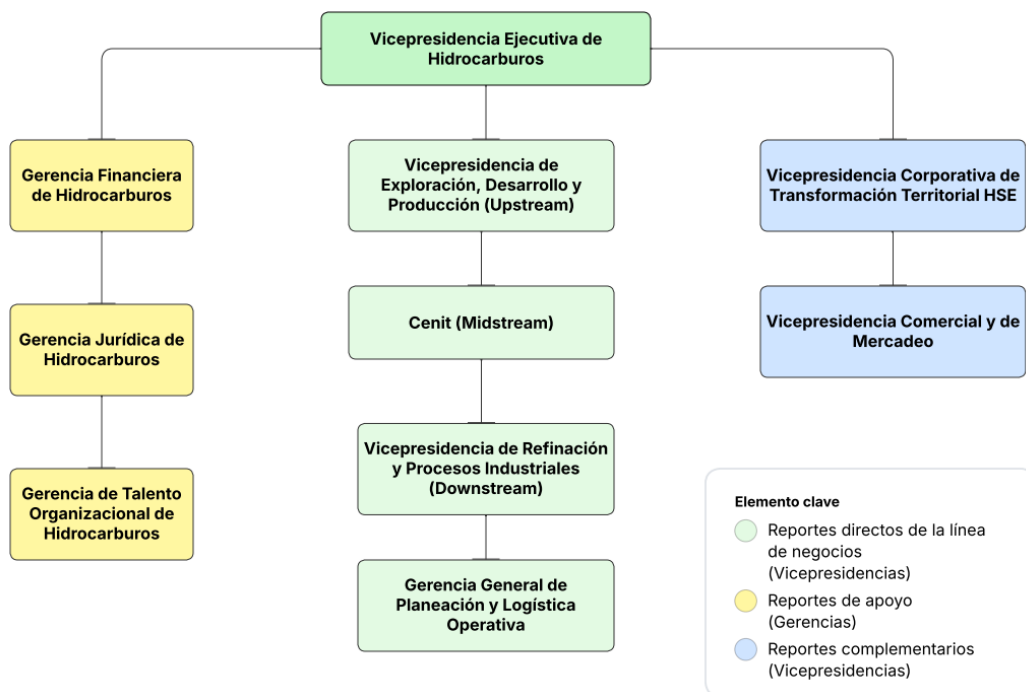 Vicepresidencia Ejecutiva de
Hidrocarburos
Gerencia Financiera
de Hidrocarburos
Vicepresidencia de
Exploración, Desarrollo y
Producción (Upstream)
Vicepresidencia Corporativa de
Transformación Territorial HSE
Gerencia Jurídica de
Hidrocarburos
Cenit (Midstream)
Vicepresidencia Comercial y de
Mercadeo
Gerencia de Talento
Organizacional de
Hidrocarburos
Vicepresidencia de Refinación
y Procesos Industriales
(Downstream)
Gerencia General de
Planeación y Logística
Operativa
Elemento clave
Reportes directos de la línea
de negocios
(Vicepresidencias)
Reportes de apoyo
(Gerencias)
Reportes complementarios
(Vicepresidencias)